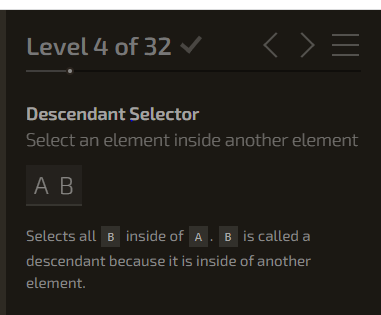 Level 4 of 32
Descendant Selector
Select an element inside another element
A B
Selects all B inside of A . B is called a
descendant because it is inside of another
element.